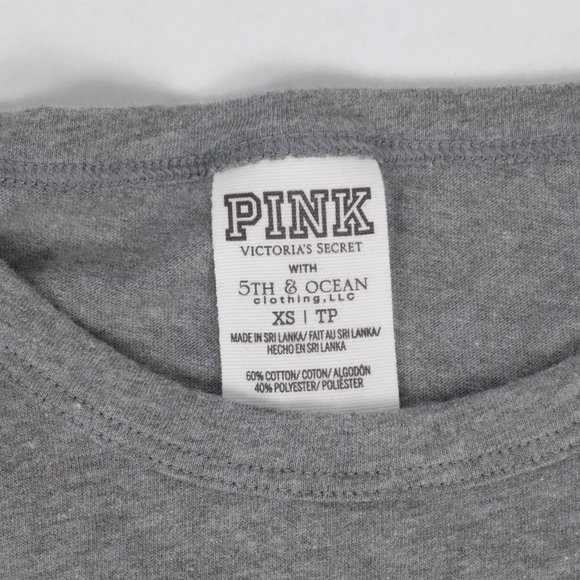 PINK
VICTORIA'S SECRET
WITH
5TH & OCEAN
clothing, LLC
XS | TP
MADE IN SRI LANKA/ FAIT AU SRI LANKA/
HECHO EN SRI LANKA
60% COTTON/ COTON/ ALGODÓN
40% POLYESTER/ POLIÉSTER